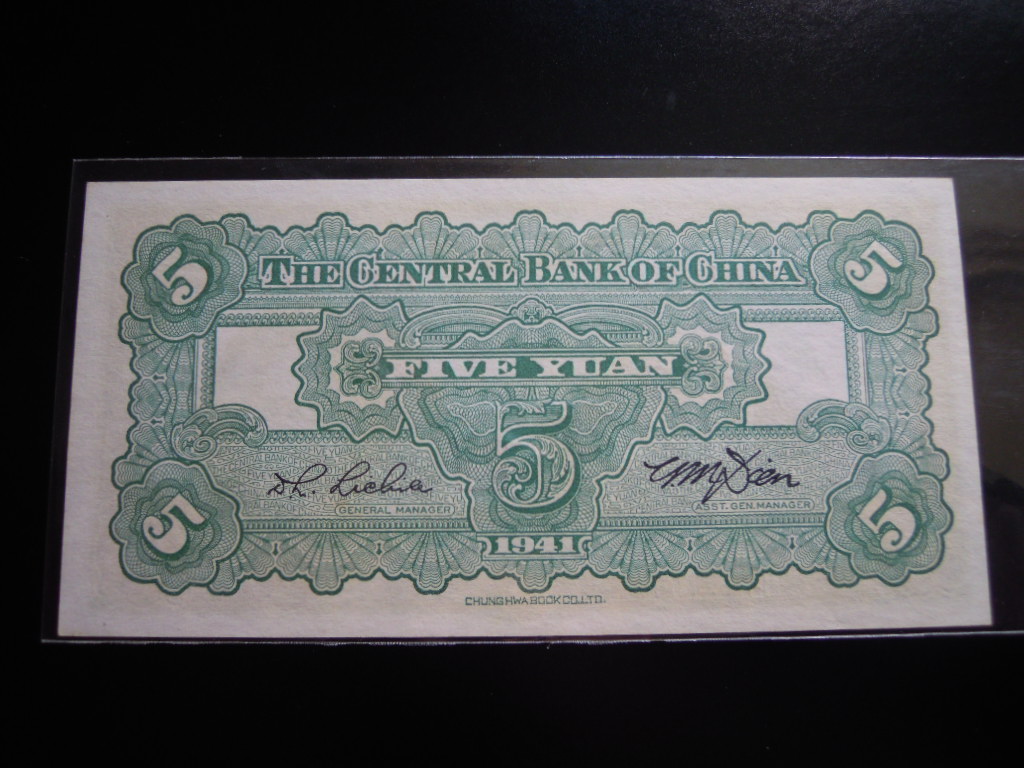 5 5
THE CENTRAL BANK OF CHINA
FIVE YUAN
5
GENERAL MANAGER ASST. GEN. MANAGER
5 5
1941
CHUNG HWA BOOK CO., LTD.